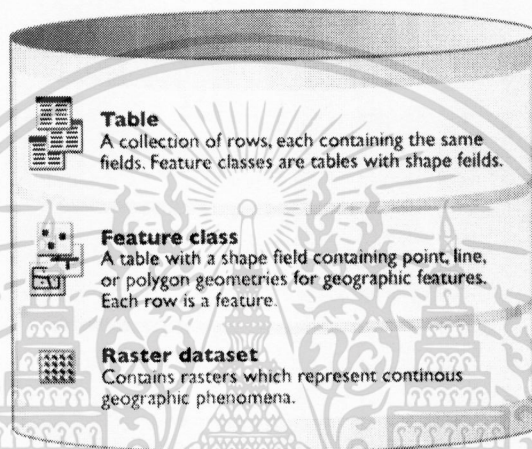 Table
A collection of rows, each containing the same
fields. Feature classes are tables with shape feilds.
Feature class
A table with a shape field containing point, line,
or polygon geometries for geographic features.
Each row is a feature.
Raster dataset
Contains rasters which represent continous
geographic phenomena.